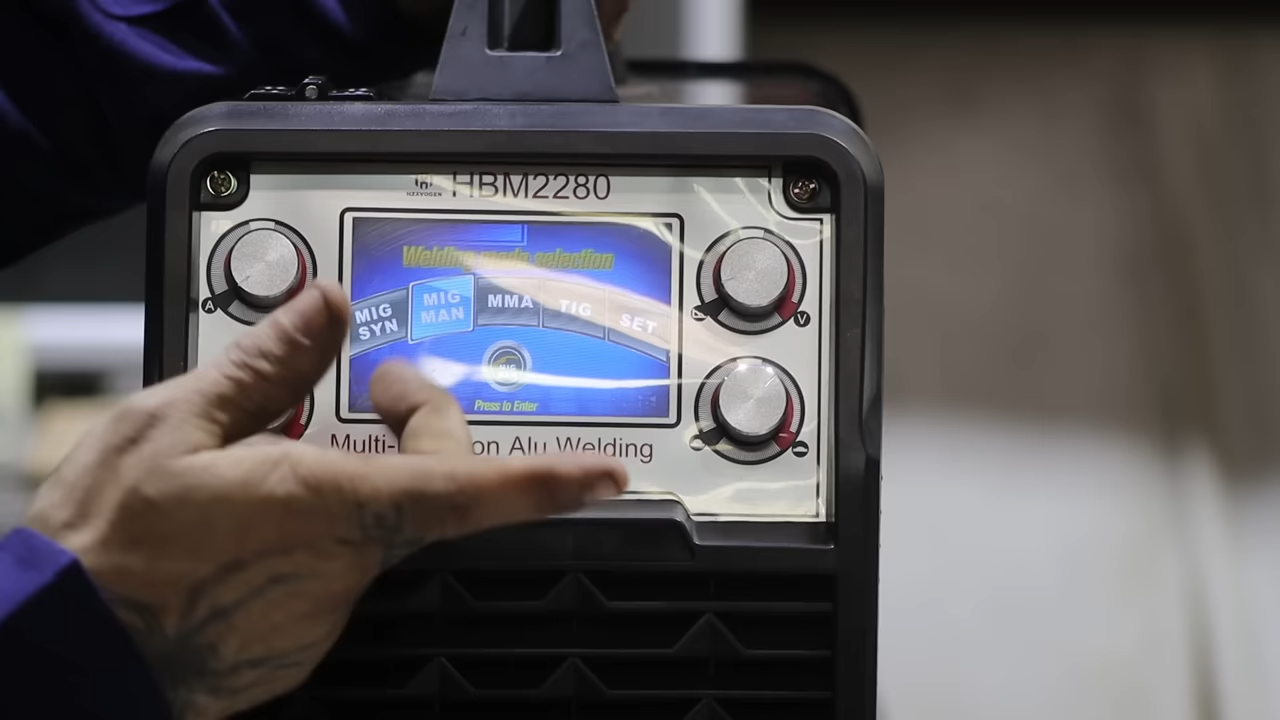 HEXVOGEN HBM2280
Welding mode selection
MIG SYN
MIG MAN
MMA
TIG
SET
MIG
Press to Enter
A
V
Multi- on Alu Welding